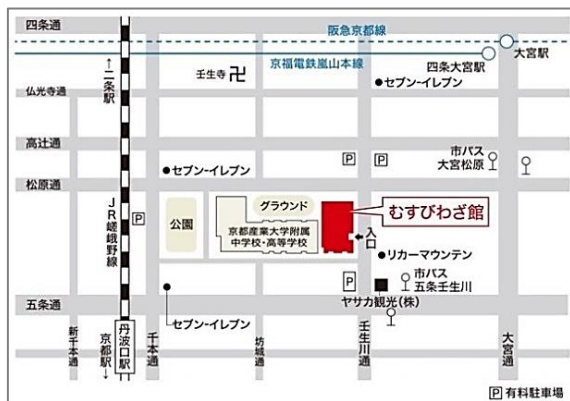 四条通
阪急京都線
大宮駅
京福電鉄嵐山本線
四条大宮駅
↑二条駅
壬生寺卍
セブン-イレブン
仏光寺通
高辻通
P
P
市バス
大宮松原
セブン-イレブン
松原通
JR嵯峨野線
P
公園
グラウンド
京都産業大学附属
中学校・高等学校
むすびわざ館
入口
リカーマウンテン
P
市バス
五条壬生川
ヤサカ観光(株)
五条通
セブン-イレブン
新千本通
京都駅↓
丹波口駅
千本通
坊城通
壬生川通
大宮通
P有料駐車場